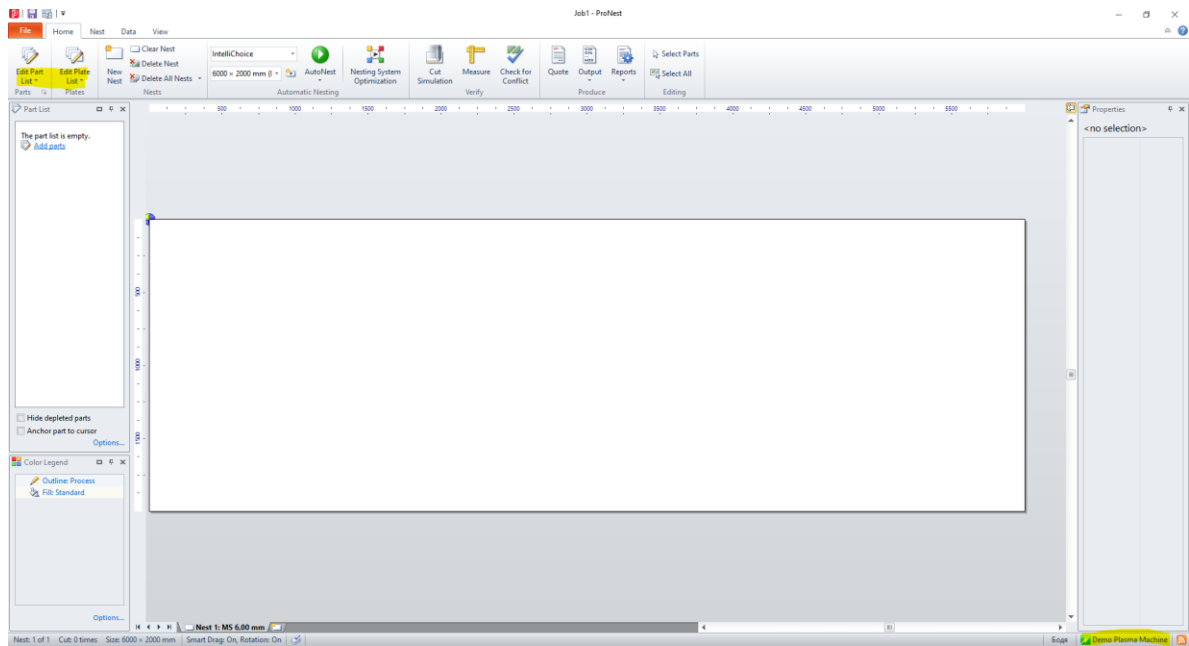 Job1 - ProNest
File Home Nest Data View
Edit Part List
Edit Plate List
New Nest
Clear Nest
Delete Nest
Delete All Nests
IntelliChoice
6000 × 2000 mm (I
AutoNest
Nesting System Optimization
Cut Simulation
Measure
Check for Conflict
Quote
Output
Reports
Select Parts
Select All
Parts Plates Nests Automatic Nesting Verify Produce Editing
Part List
500 1000 1500 2000 2500 3000 3500 4000 4500 5000 5500
Properties
<no selection>
The part list is empty.
Add parts
500
1000
1500
Hide depleted parts
Anchor part to cursor
Options...
Color Legend
Outline: Process
Fill: Standard
Options...
Nest 1: MS 6,00 mm
Nest: 1 of 1 Cut: 0 times Size: 6000 × 2000 mm Smart Drag: On, Rotation: On
Бодя Demo Plasma Machine